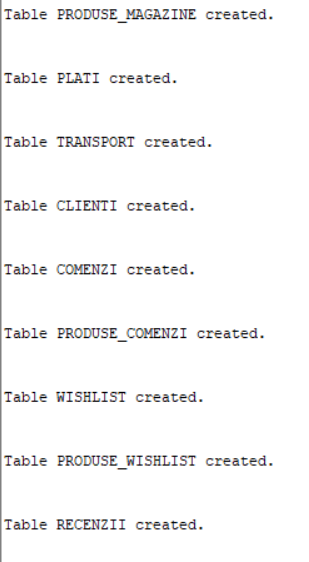 Table PRODUSE_MAGAZINE created.
Table PLATI created.
Table TRANSPORT created.
Table CLIENTI created.
Table COMENZI created.
Table PRODUSE_COMENZI created.
Table WISHLIST created.
Table PRODUSE_WISHLIST created.
Table RECENZII created.